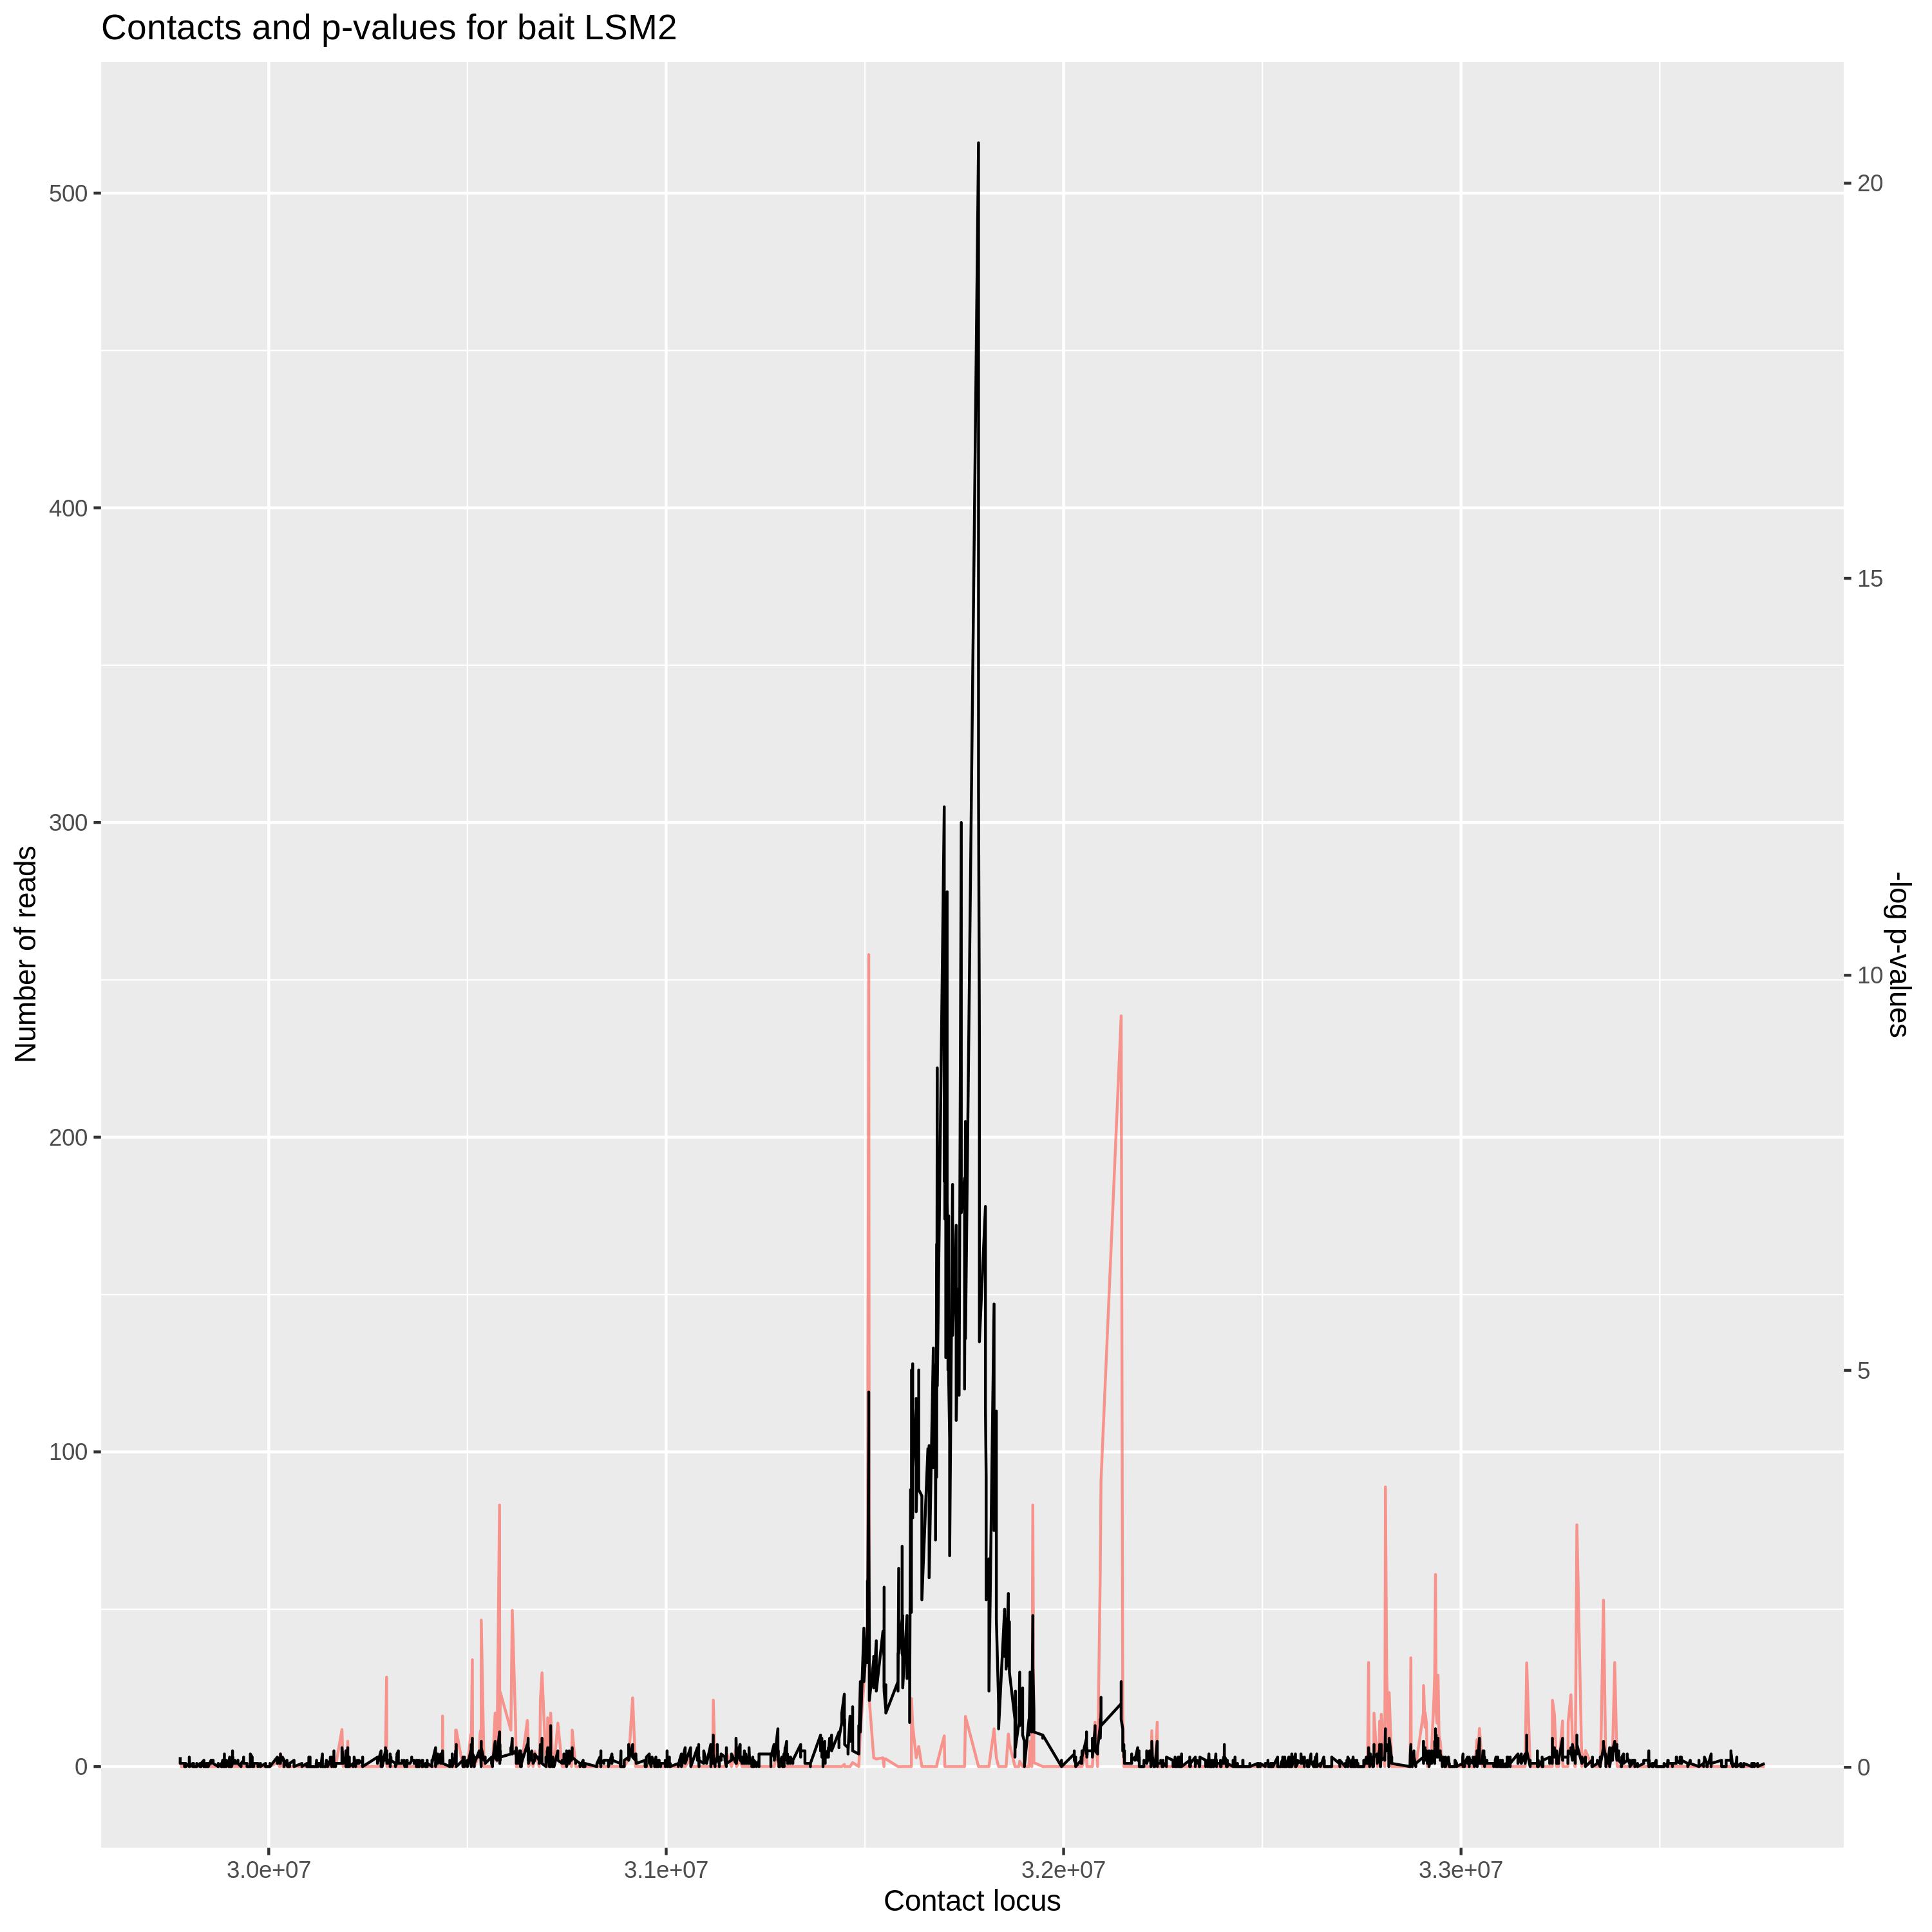 Contacts and p-values for bait LSM2
500
400
300
200
100
0
Number of reads
20
15
10
5
0
-log p-values
3.0e+07
3.1e+07
3.2e+07
3.3e+07
Contact locus